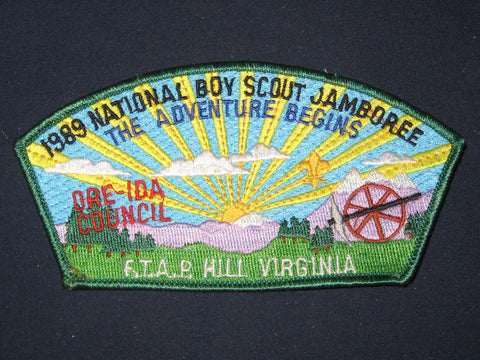 1989 NATIONAL BOY SCOUT JAMBOREE
THE ADVENTURE BEGINS
ORE-IDA
COUNCIL
F.T.A.P. HILL VIRGINIA